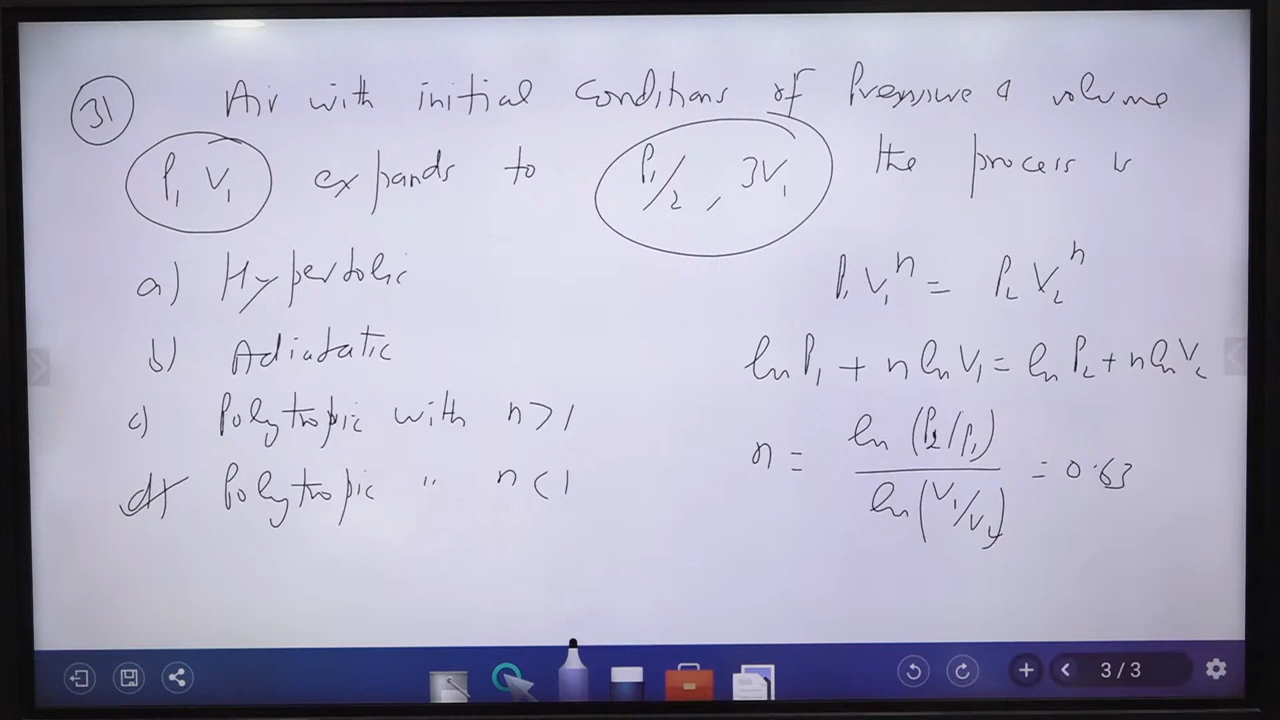 31 Air with initial conditions of Pressure & volume
P₁ V₁ expands to P₁/2 , 3V₁ the process is
a) Hyperbolic
b) Adiabatic
c) Polytropic with n>1
d) Polytropic " n<1
P₁V₁ⁿ = P₂V₂ⁿ
ln P₁ + n ln V₁ = ln P₂ + n ln V₂
n = ln (P₂/P₁) / ln (V₁/V₂) = 0.63
3/3